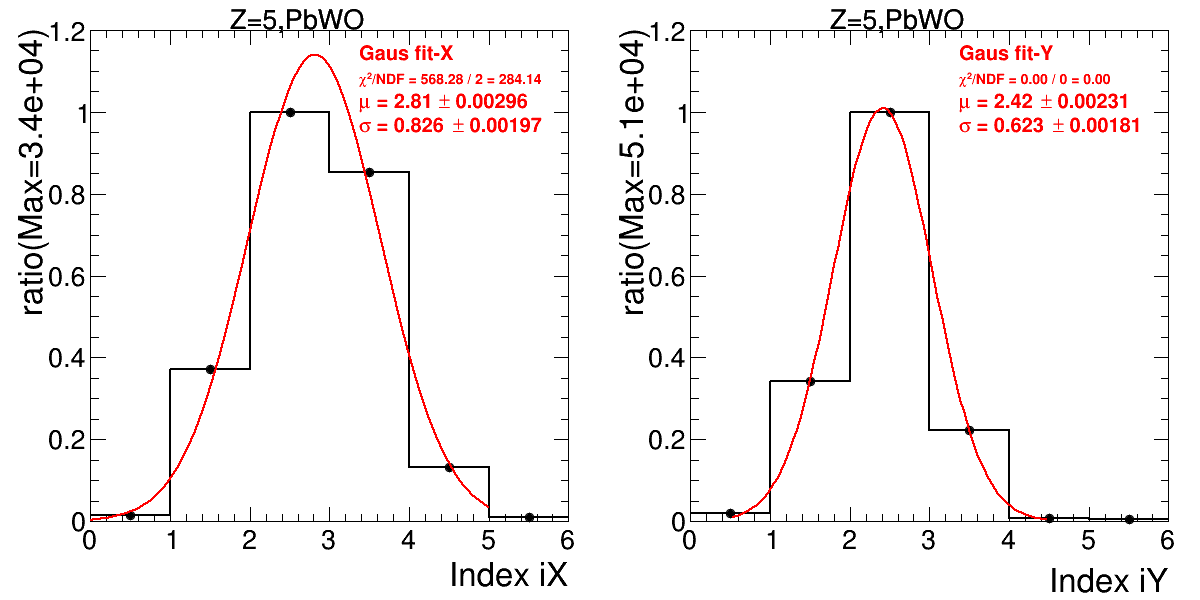 Z=5,PbWO
ratio(Max=3.4e+04)
Gaus fit-X
χ²/NDF = 568.28 / 2 = 284.14
μ = 2.81 ± 0.00296
σ = 0.826 ± 0.00197
1.2
1
0.8
0.6
0.4
0.2
0
0 1 2 3 4 5 6
Index iX
Z=5,PbWO
ratio(Max=5.1e+04)
Gaus fit-Y
χ²/NDF = 0.00 / 0 = 0.00
μ = 2.42 ± 0.00231
σ = 0.623 ± 0.00181
1.2
1
0.8
0.6
0.4
0.2
0
0 1 2 3 4 5 6
Index iY